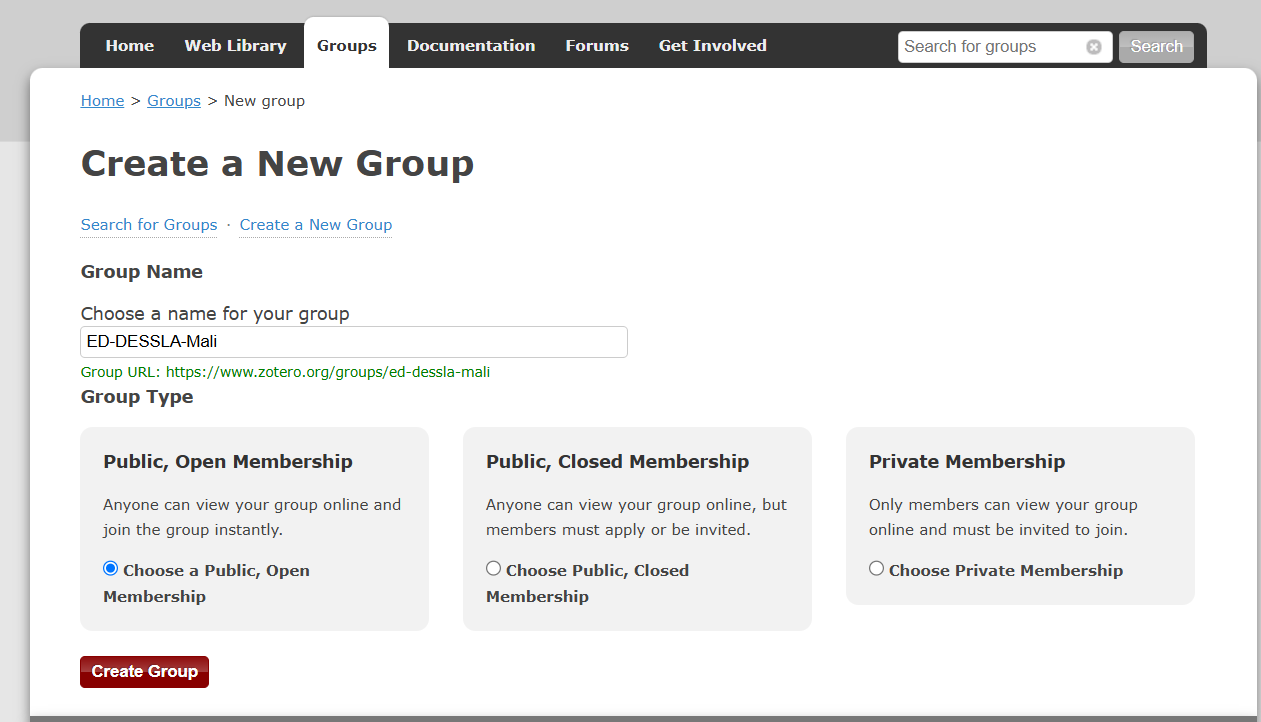 Home Web Library Groups Documentation Forums Get Involved Search for groups Search
Home > Groups > New group
Create a New Group
Search for Groups · Create a New Group
Group Name
Choose a name for your group
ED-DESSLA-Mali
Group URL: https://www.zotero.org/groups/ed-dessla-mali
Group Type
Public, Open Membership
Anyone can view your group online and
join the group instantly.
Choose a Public, Open
Membership
Public, Closed Membership
Anyone can view your group online, but
members must apply or be invited.
Choose Public, Closed
Membership
Private Membership
Only members can view your group
online and must be invited to join.
Choose Private Membership
Create Group